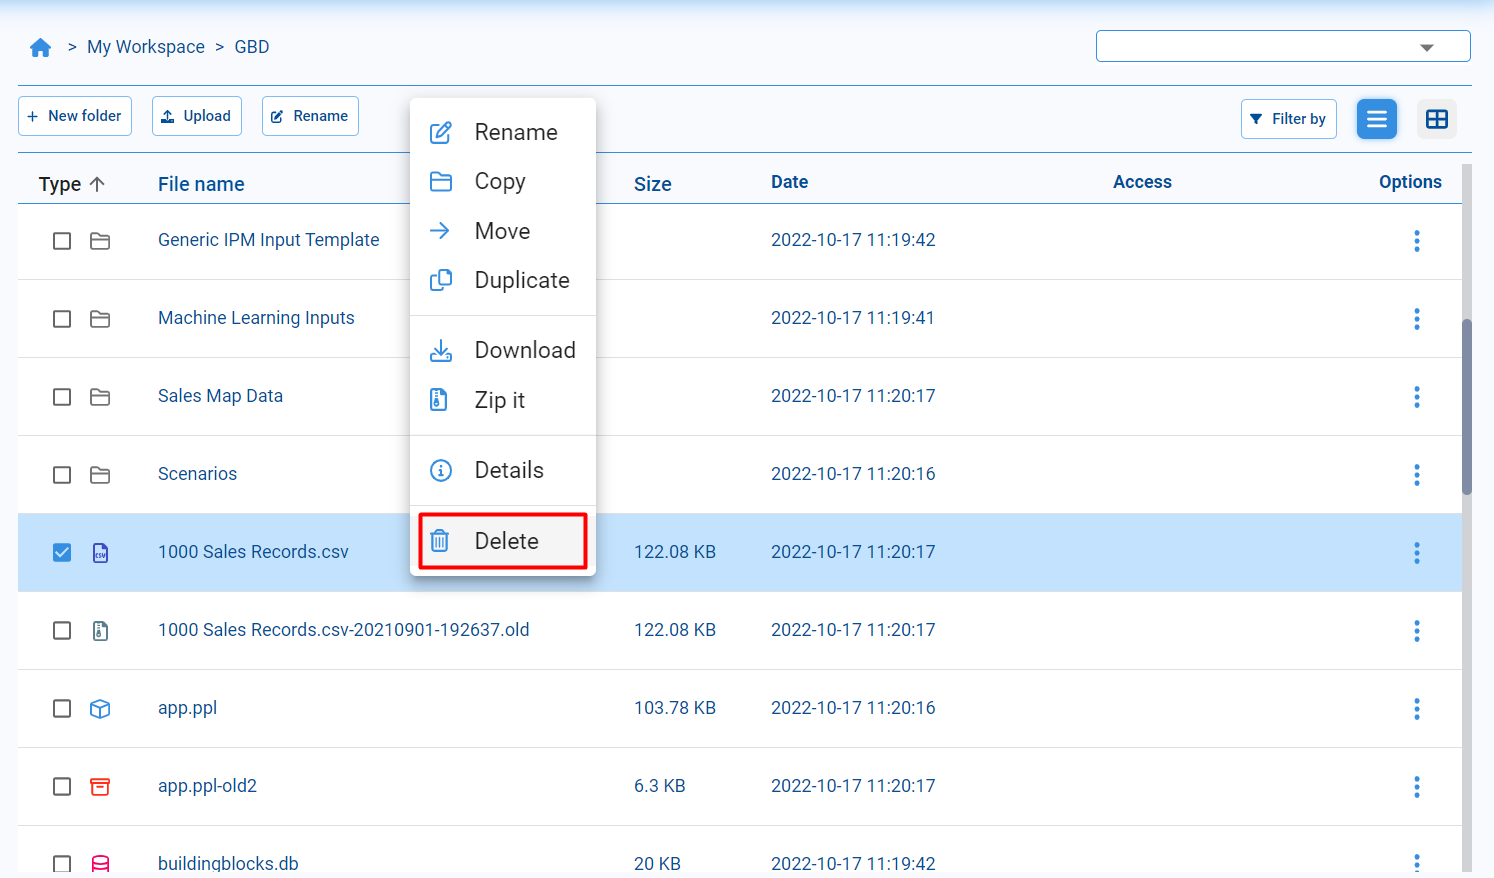 > My Workspace > GBD
+ New folder Upload Rename Filter by
Type File name Size Date Access Options
Generic IPM Input Template 2022-10-17 11:19:42
Machine Learning Inputs 2022-10-17 11:19:41
Sales Map Data 2022-10-17 11:20:17
Scenarios 2022-10-17 11:20:16
CSV 1000 Sales Records.csv 122.08 KB 2022-10-17 11:20:17
1000 Sales Records.csv-20210901-192637.old 122.08 KB 2022-10-17 11:20:17
app.ppl 103.78 KB 2022-10-17 11:20:16
app.ppl-old2 6.3 KB 2022-10-17 11:20:17
buildingblocks.db 20 KB 2022-10-17 11:19:42
Rename
Copy
Move
Duplicate
Download
Zip it
Details
Delete